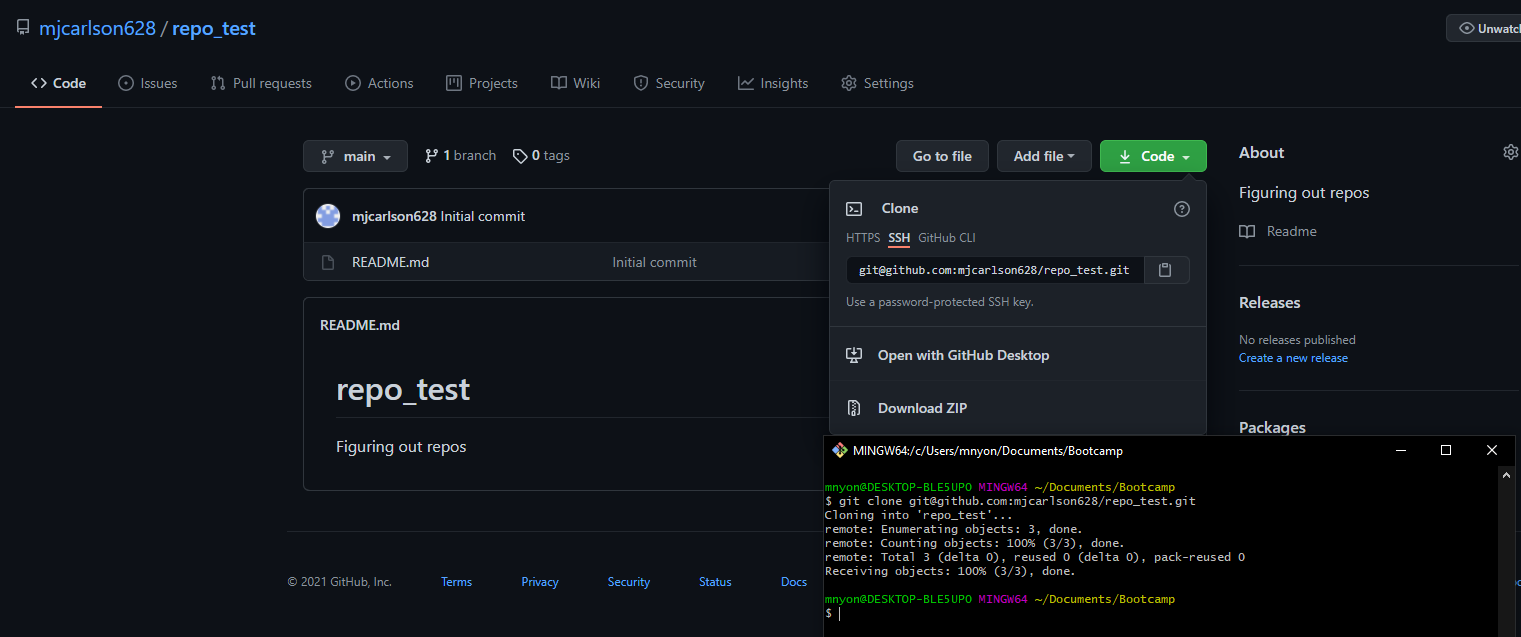 mjcarlson628 / repo_test
Unwatch
Code Issues Pull requests Actions Projects Wiki Security Insights Settings
main 1 branch 0 tags
Go to file Add file Code
mjcarlson628 Initial commit
README.md Initial commit
README.md
repo_test
Figuring out repos
Clone
HTTPS SSH GitHub CLI
git@github.com:mjcarlson628/repo_test.git
Use a password-protected SSH key.
Open with GitHub Desktop
Download ZIP
About
Figuring out repos
Readme
Releases
No releases published
Create a new release
Packages
MINGW64:/c/Users/mnyon/Documents/Bootcamp
mnyon@DESKTOP-BLE5UPO MINGW64 ~/Documents/Bootcamp
$ git clone git@github.com:mjcarlson628/repo_test.git
Cloning into 'repo_test'...
remote: Enumerating objects: 3, done.
remote: Counting objects: 100% (3/3), done.
remote: Total 3 (delta 0), reused 0 (delta 0), pack-reused 0
Receiving objects: 100% (3/3), done.
mnyon@DESKTOP-BLE5UPO MINGW64 ~/Documents/Bootcamp
$
© 2021 GitHub, Inc. Terms Privacy Security Status Docs